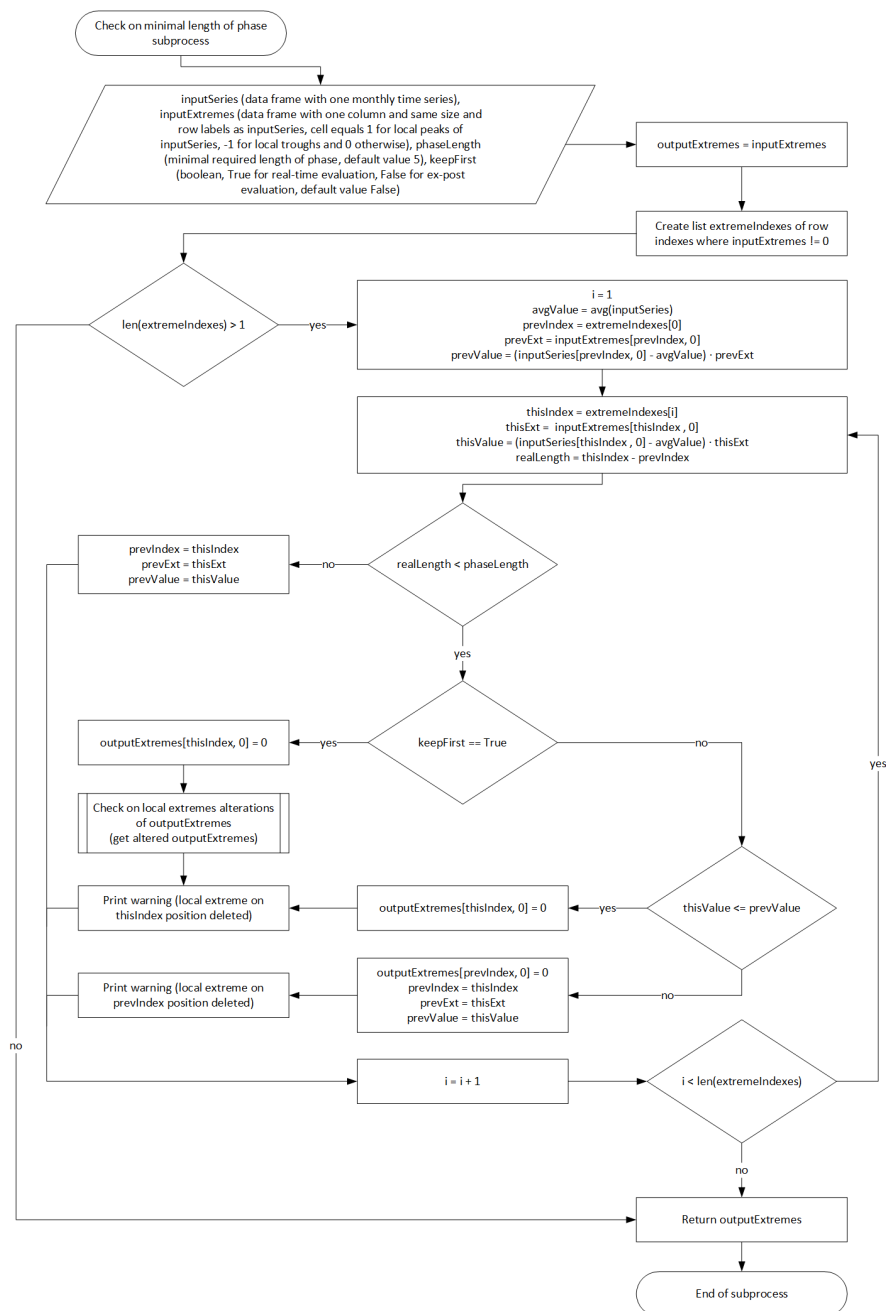 Check on minimal length of phase
subprocess
inputSeries (data frame with one monthly time series),
inputExtremes (data frame with one column and same size and
row labels as inputSeries, cell equals 1 for local peaks of
inputSeries, -1 for local troughs and 0 otherwise), phaseLength
(minimal required length of phase, default value 5), keepFirst
(boolean, True for real-time evaluation, False for ex-post
evaluation, default value False)
outputExtremes = inputExtremes
Create list extremeIndexes of row
indexes where inputExtremes != 0
len(extremeIndexes) > 1
yes
i = 1
avgValue = avg(inputSeries)
prevIndex = extremeIndexes[0]
prevExt = inputExtremes[prevIndex, 0]
prevValue = (inputSeries[prevIndex, 0] - avgValue) · prevExt
thisIndex = extremeIndexes[i]
thisExt =  inputExtremes[thisIndex , 0]
thisValue = (inputSeries[thisIndex , 0] - avgValue) · thisExt
realLength = thisIndex - prevIndex
prevIndex = thisIndex
prevExt = thisExt
prevValue = thisValue
no
realLength < phaseLength
yes
outputExtremes[thisIndex, 0] = 0
yes
keepFirst == True
no
yes
Check on local extremes alterations
of outputExtremes
(get altered outputExtremes)
Print warning (local extreme on
thisIndex position deleted)
outputExtremes[thisIndex, 0] = 0
yes
thisValue <= prevValue
Print warning (local extreme on
prevIndex position deleted)
outputExtremes[prevIndex, 0] = 0
prevIndex = thisIndex
prevExt = thisExt
prevValue = thisValue
no
no
i = i + 1
i < len(extremeIndexes)
no
Return outputExtremes
End of subprocess